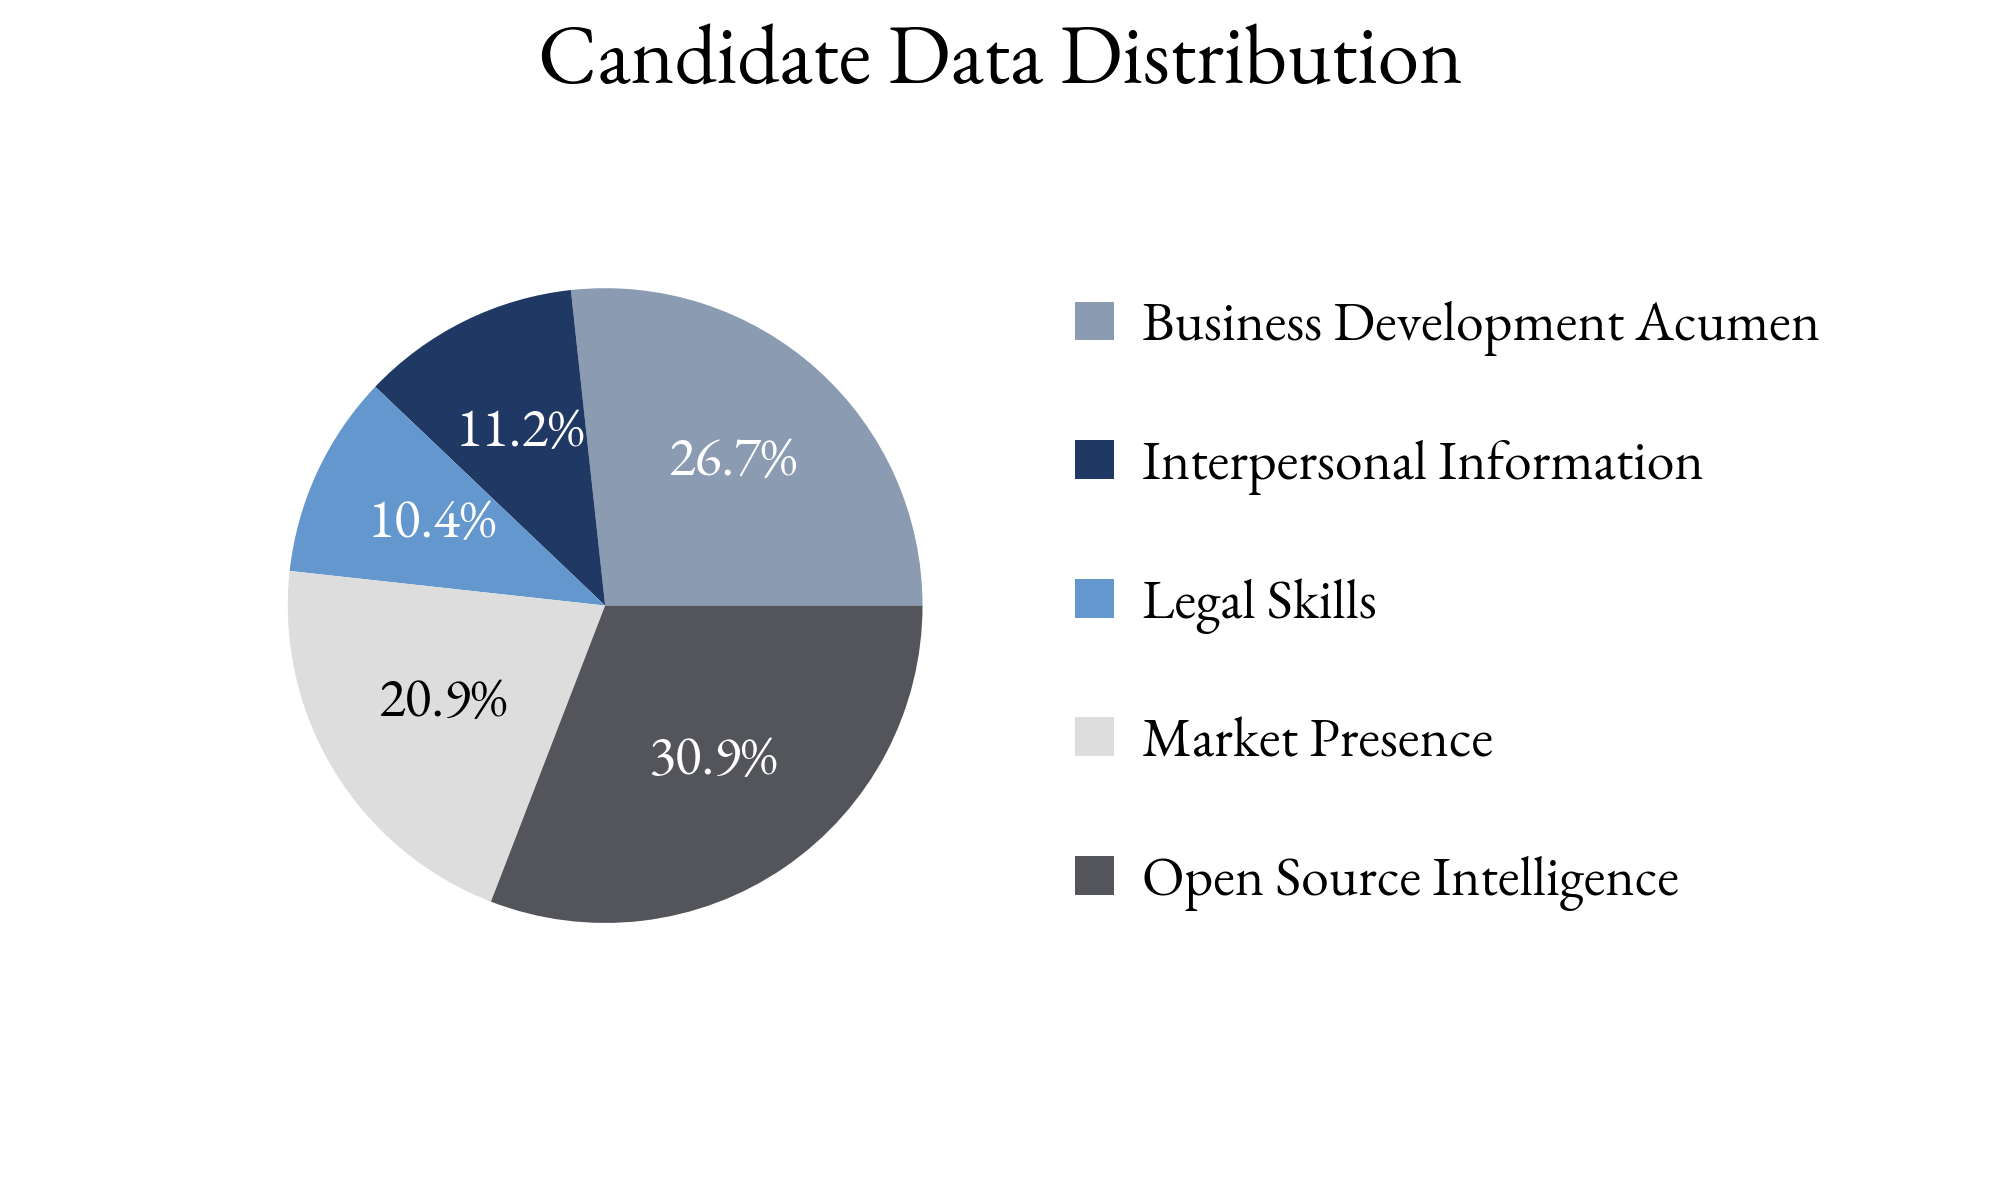 Candidate Data Distribution
Business Development Acumen
11.2%
26.7%
Interpersonal Information
10.4%
Legal Skills
20.9%
Market Presence
30.9%
Open Source Intelligence